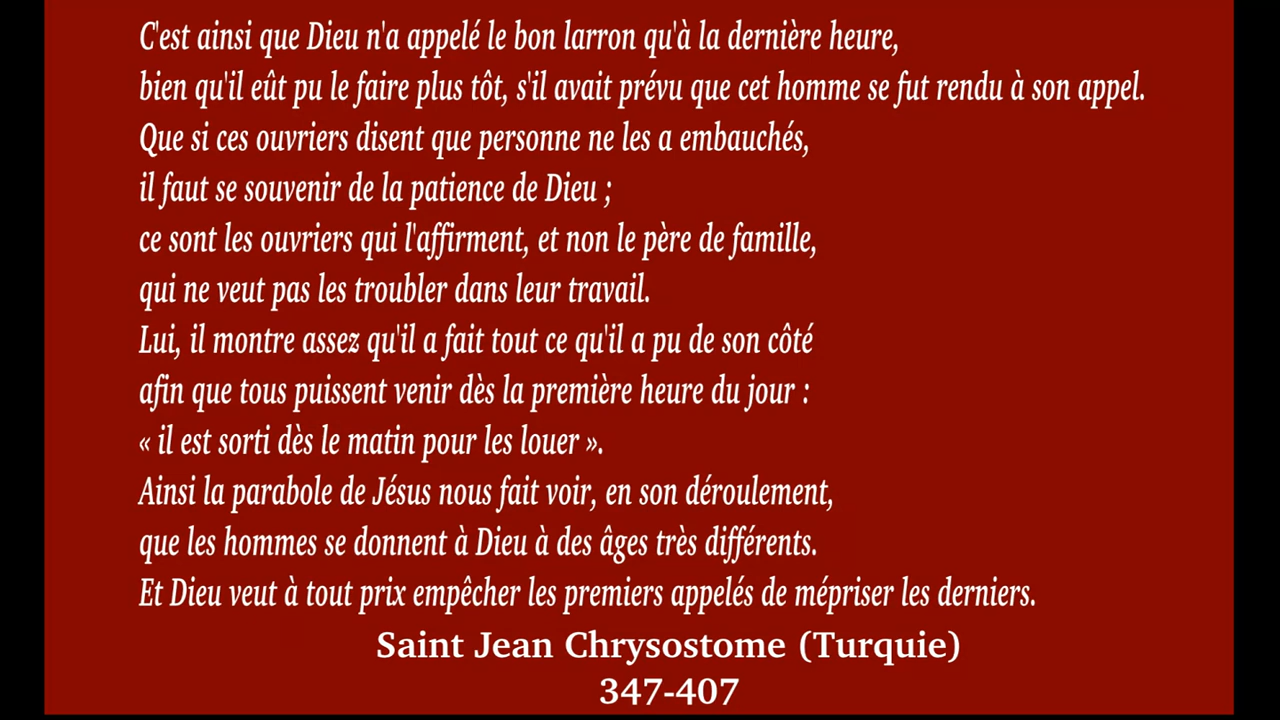 C'est ainsi que Dieu n'a appelé le bon larron qu'à la dernière heure,
bien qu'il eût pu le faire plus tôt, s'il avait prévu que cet homme se fut rendu à son appel.
Que si ces ouvriers disent que personne ne les a embauchés,
il faut se souvenir de la patience de Dieu ;
ce sont les ouvriers qui l'affirment, et non le père de famille,
qui ne veut pas les troubler dans leur travail.
Lui, il montre assez qu'il a fait tout ce qu'il a pu de son côté
afin que tous puissent venir dès la première heure du jour :
« il est sorti dès le matin pour les louer ».
Ainsi la parabole de Jésus nous fait voir, en son déroulement,
que les hommes se donnent à Dieu à des âges très différents.
Et Dieu veut à tout prix empêcher les premiers appelés de mépriser les derniers.
Saint Jean Chrysostome (Turquie)
347-407